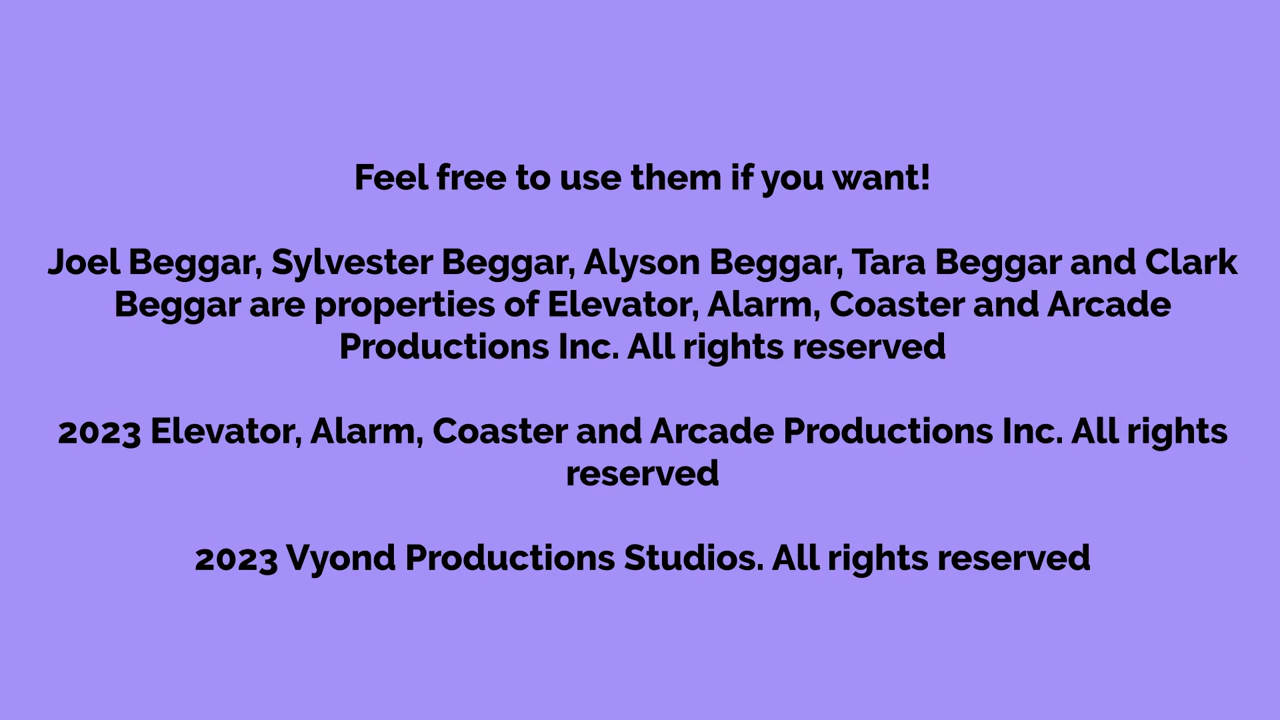 Feel free to use them if you want!
Joel Beggar, Sylvester Beggar, Alyson Beggar, Tara Beggar and Clark
Beggar are properties of Elevator, Alarm, Coaster and Arcade
Productions Inc. All rights reserved
2023 Elevator, Alarm, Coaster and Arcade Productions Inc. All rights
reserved
2023 Vyond Productions Studios. All rights reserved